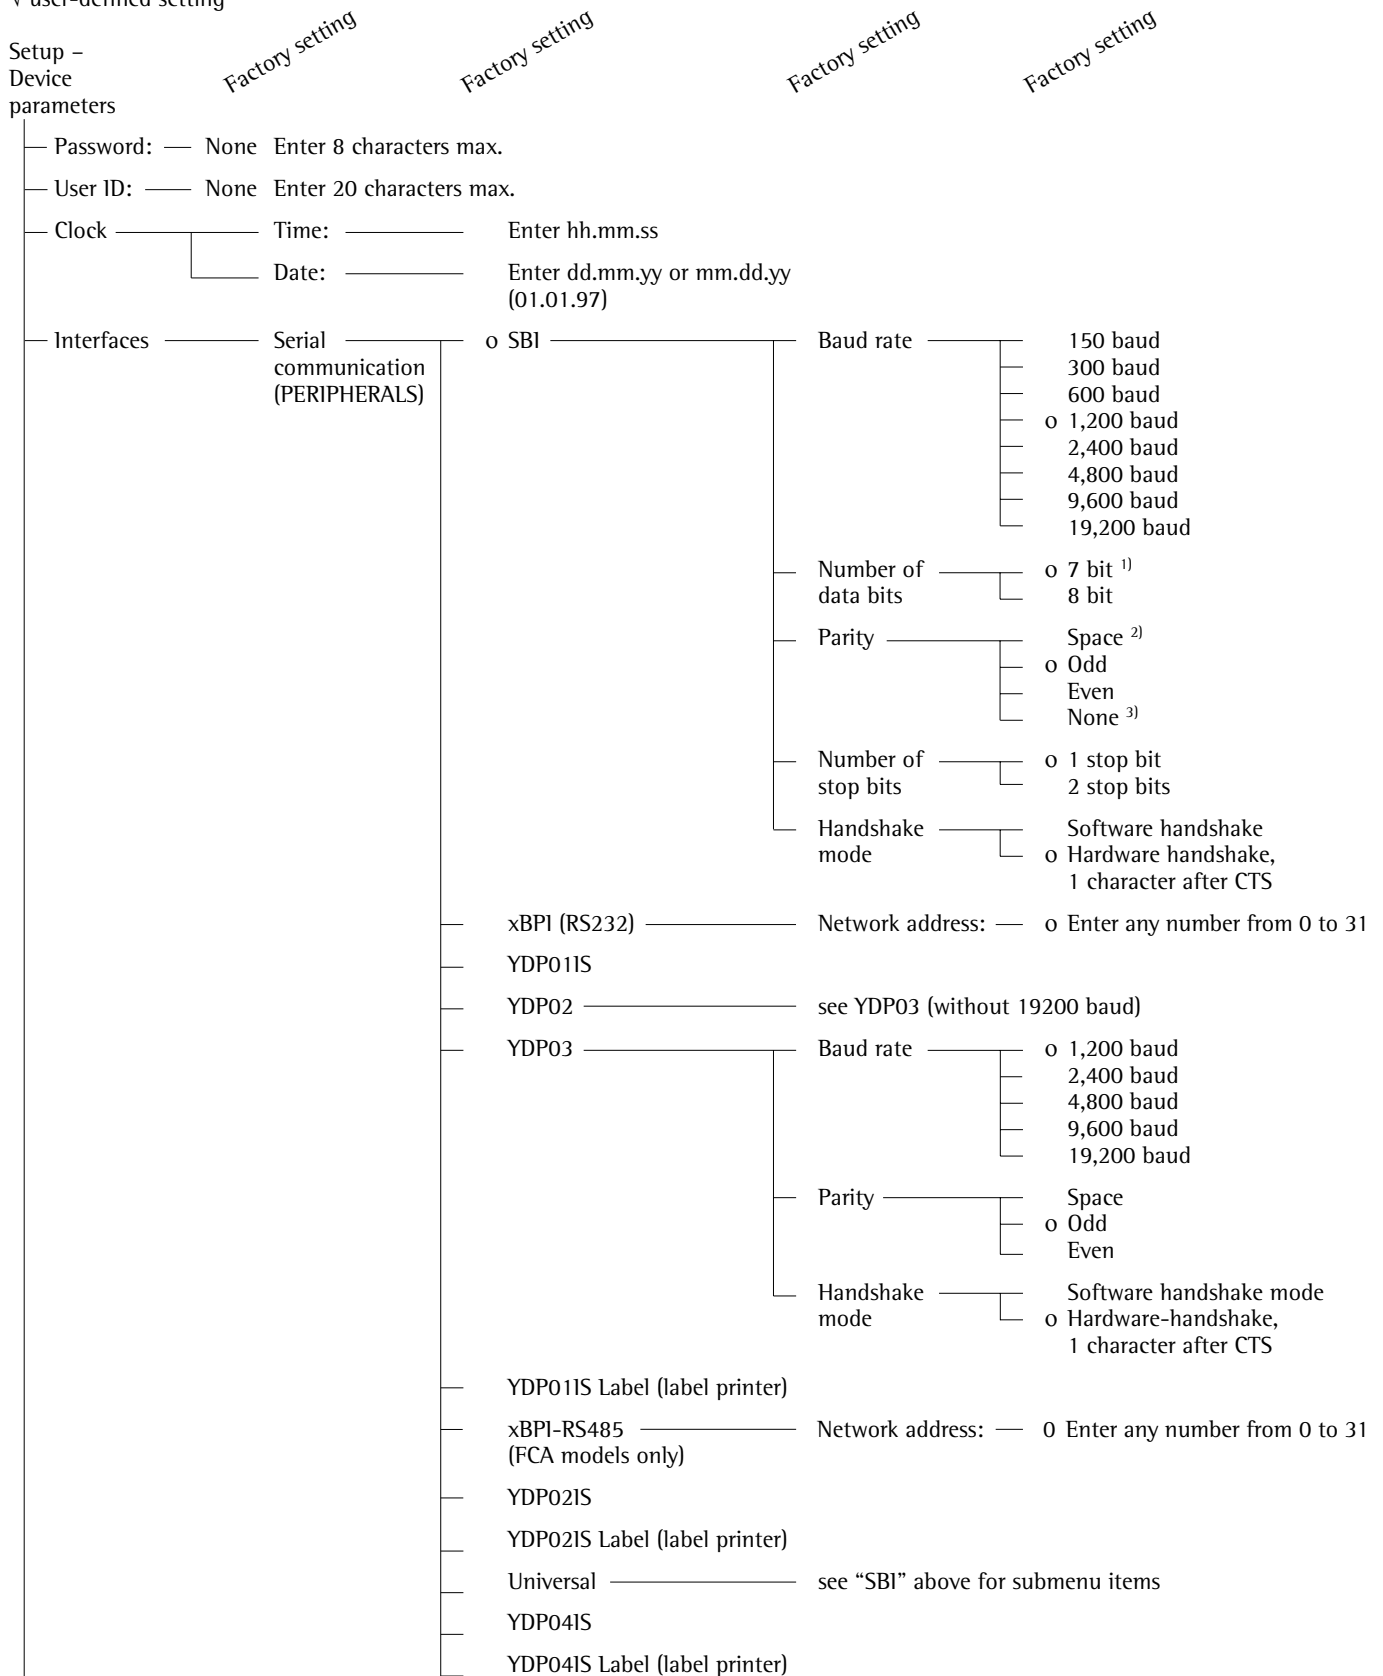 √ user-defined setting
Setup –
Device
parameters
Factory setting
Factory setting
Factory setting
Factory setting
Password: None Enter 8 characters max.
User ID: None Enter 20 characters max.
Clock Time: Enter hh.mm.ss
Date: Enter dd.mm.yy or mm.dd.yy
(01.01.97)
Interfaces Serial o SBI Baud rate 150 baud
communication 300 baud
(PERIPHERALS) 600 baud
o 1,200 baud
2,400 baud
4,800 baud
9,600 baud
19,200 baud
Number of o 7 bit 1)
data bits 8 bit
Parity Space 2)
o Odd
Even
None 3)
Number of o 1 stop bit
stop bits 2 stop bits
Handshake Software handshake
mode o Hardware handshake,
1 character after CTS
xBPI (RS232) Network address: o Enter any number from 0 to 31
YDP01IS
YDP02 see YDP03 (without 19200 baud)
YDP03 Baud rate o 1,200 baud
2,400 baud
4,800 baud
9,600 baud
19,200 baud
Parity Space
o Odd
Even
Handshake Software handshake mode
mode o Hardware-handshake,
1 character after CTS
YDP01IS Label (label printer)
xBPI-RS485 Network address: 0 Enter any number from 0 to 31
(FCA models only)
YDP02IS
YDP02IS Label (label printer)
Universal see “SBI” above for submenu items
YDP04IS
YDP04IS Label (label printer)